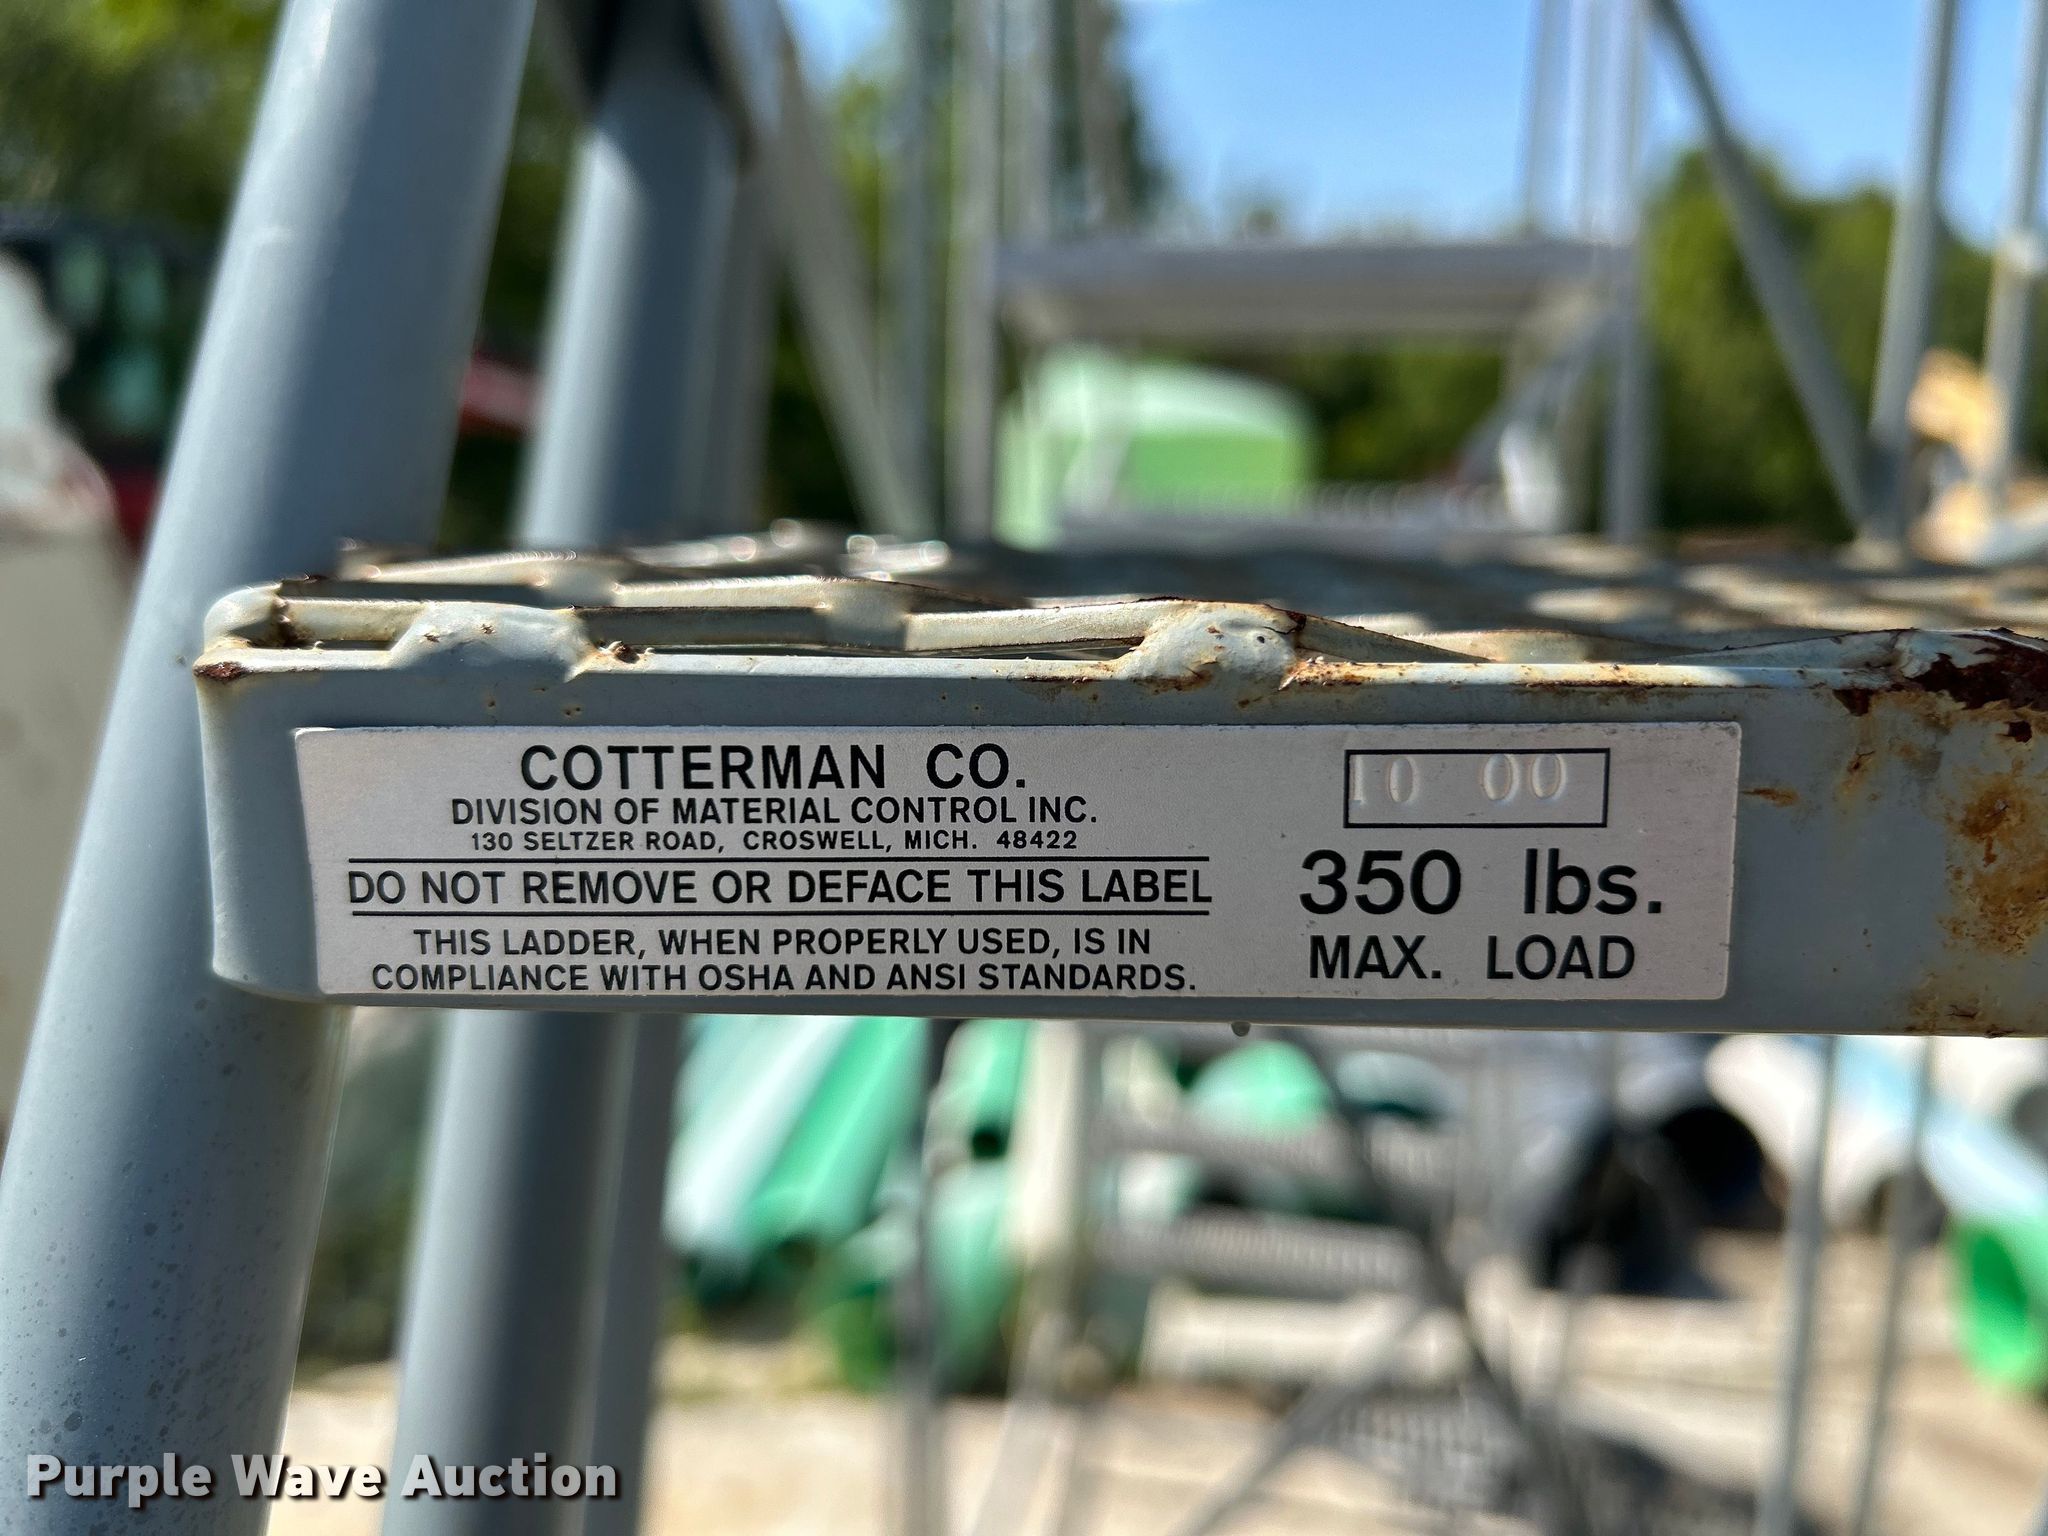 COTTERMAN CO.
DIVISION OF MATERIAL CONTROL INC.
130 SELTZER ROAD, CROSWELL, MICH. 48422
DO NOT REMOVE OR DEFACE THIS LABEL
THIS LADDER, WHEN PROPERLY USED, IS IN
COMPLIANCE WITH OSHA AND ANSI STANDARDS.
10 00
350 lbs.
MAX. LOAD
Purple Wave Auction